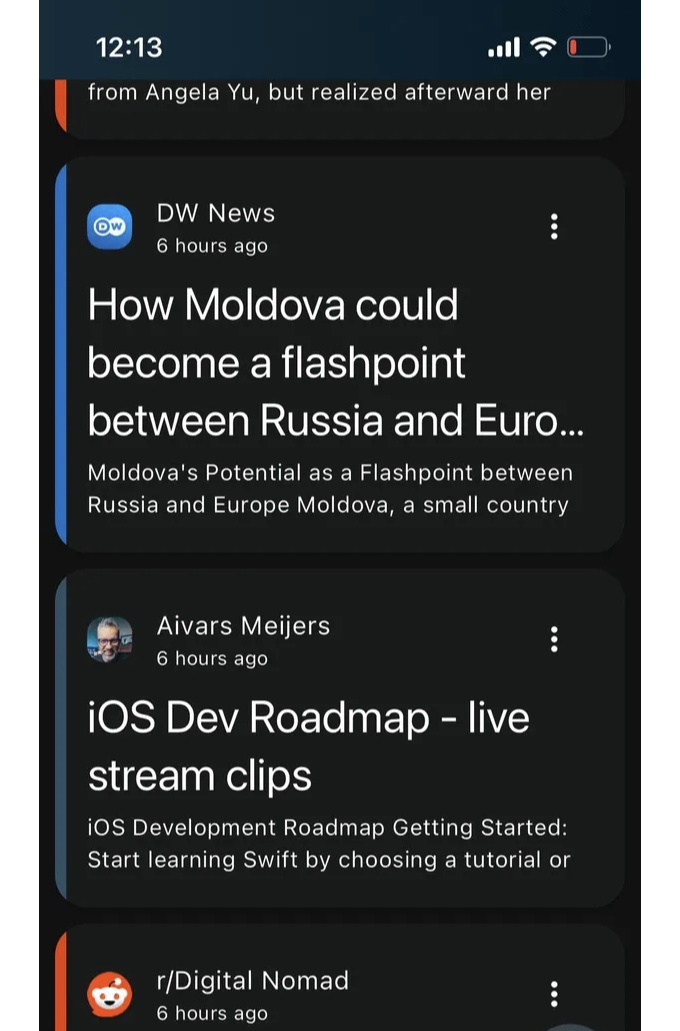 12:13
from Angela Yu, but realized afterward her
DW News
6 hours ago
How Moldova could
become a flashpoint
between Russia and Euro...
Moldova's Potential as a Flashpoint between
Russia and Europe Moldova, a small country
Aivars Meijers
6 hours ago
iOS Dev Roadmap - live
stream clips
iOS Development Roadmap Getting Started:
Start learning Swift by choosing a tutorial or
r/Digital Nomad
6 hours ago